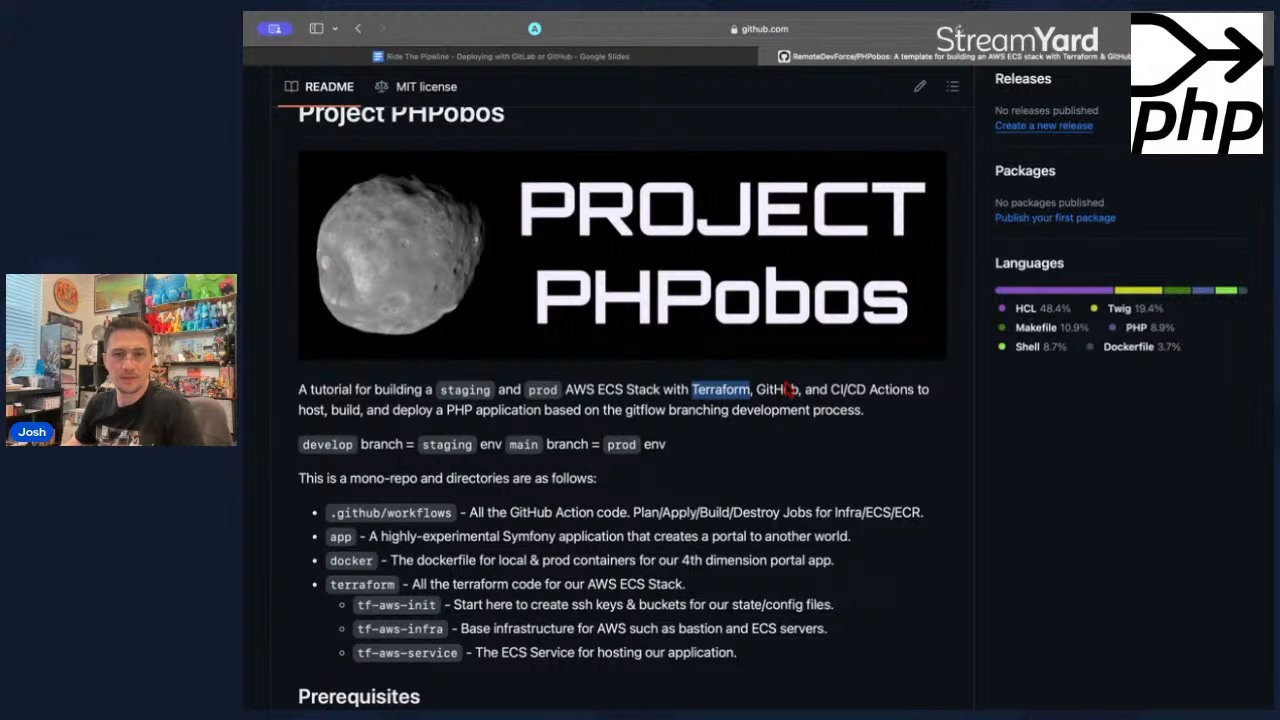 StreamYard
github.com
Ride The Pipeline - Deploying with GitLab or GitHub - Google Slides
RemoteDevForce/PHPobos: A template for building an AWS ECS stack with Terraform & GitHub
php
README
MIT license
Project PHPobos
PROJECT
PHPobos
A tutorial for building a staging and prod AWS ECS Stack with Terraform, GitHub, and CI/CD Actions to
host, build, and deploy a PHP application based on the gitflow branching development process.
develop branch = staging env main branch = prod env
This is a mono-repo and directories are as follows:
.github/workflows - All the GitHub Action code. Plan/Apply/Build/Destroy Jobs for Infra/ECS/ECR.
app - A highly-experimental Symfony application that creates a portal to another world.
docker - The dockerfile for local & prod containers for our 4th dimension portal app.
terraform - All the terraform code for our AWS ECS Stack.
tf-aws-init - Start here to create ssh keys & buckets for our state/config files.
tf-aws-infra - Base infrastructure for AWS such as bastion and ECS servers.
tf-aws-service - The ECS Service for hosting our application.
Prerequisites
Releases
No releases published
Create a new release
Packages
No packages published
Publish your first package
Languages
HCL 48.4% Twig 19.4%
Makefile 10.9% PHP 8.9%
Shell 8.7% Dockerfile 3.7%
Josh